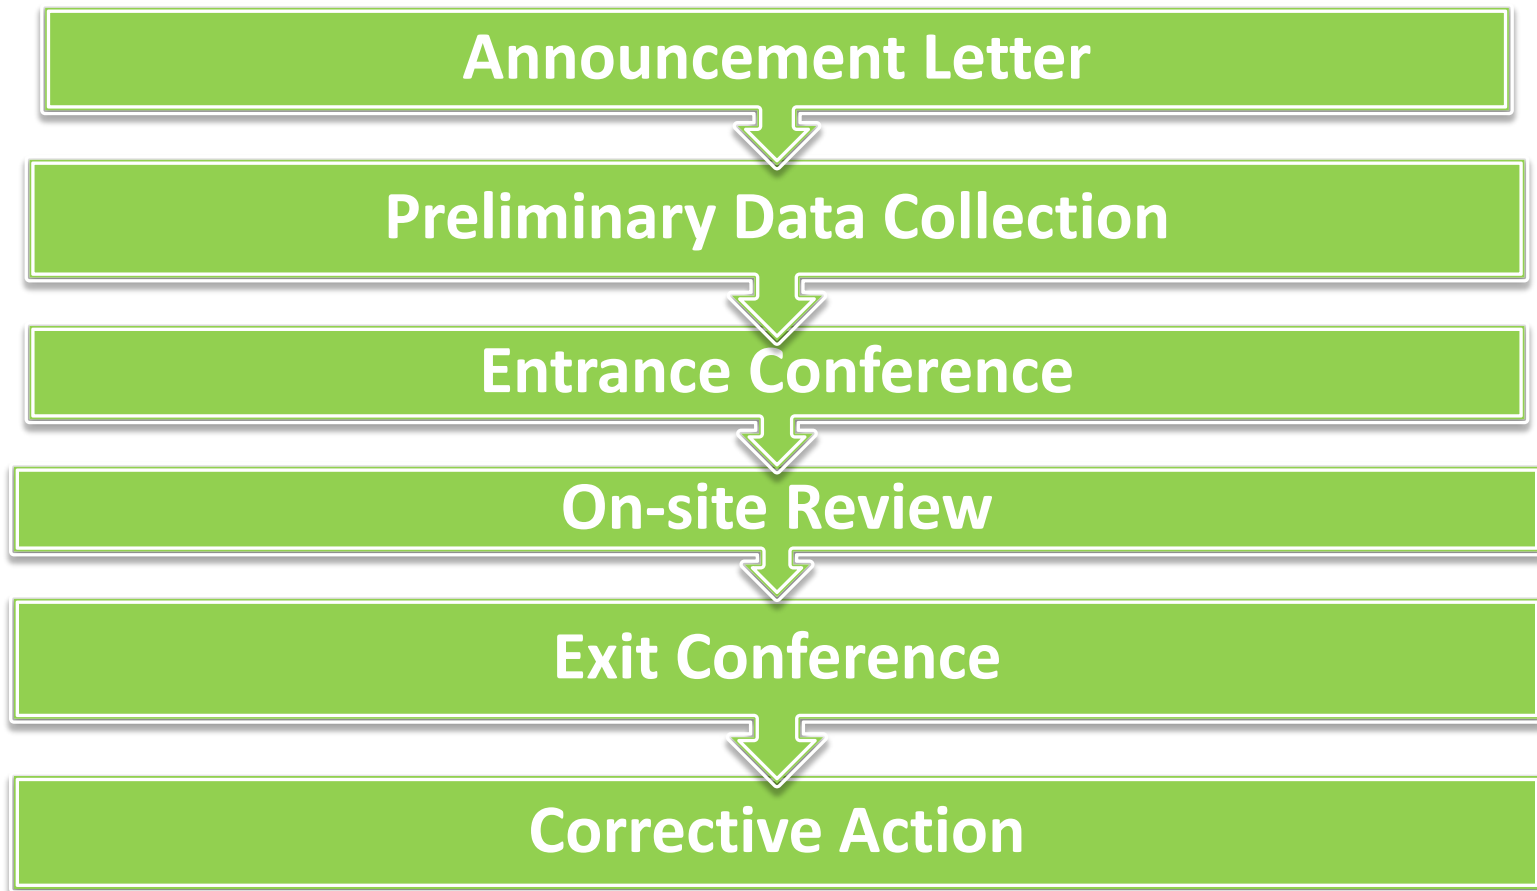 Announcement Letter
Preliminary Data Collection
Entrance Conference
On-site Review
Exit Conference
Corrective Action